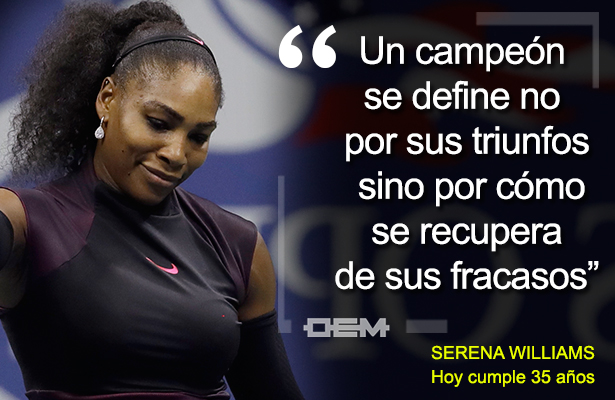 “ Un campeón
se define no
por sus triunfos
sino por cómo
se recupera
de sus fracasos”
OEM
SERENA WILLIAMS
Hoy cumple 35 años